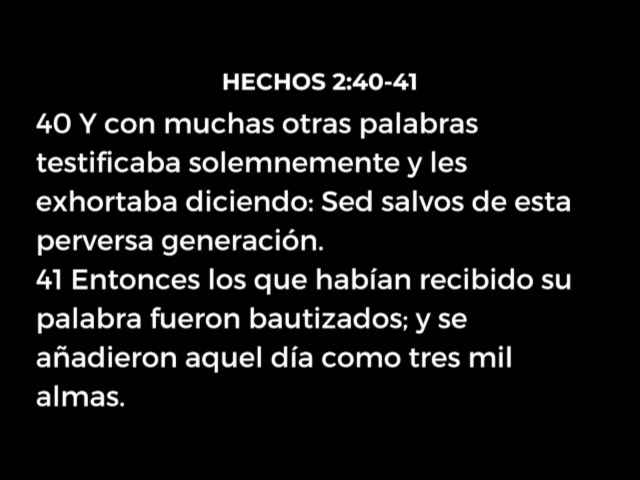 HECHOS 2:40-41
40 Y con muchas otras palabras
testificaba solemnemente y les
exhortaba diciendo: Sed salvos de esta
perversa generación.
41 Entonces los que habían recibido su
palabra fueron bautizados; y se
añadieron aquel día como tres mil
almas.